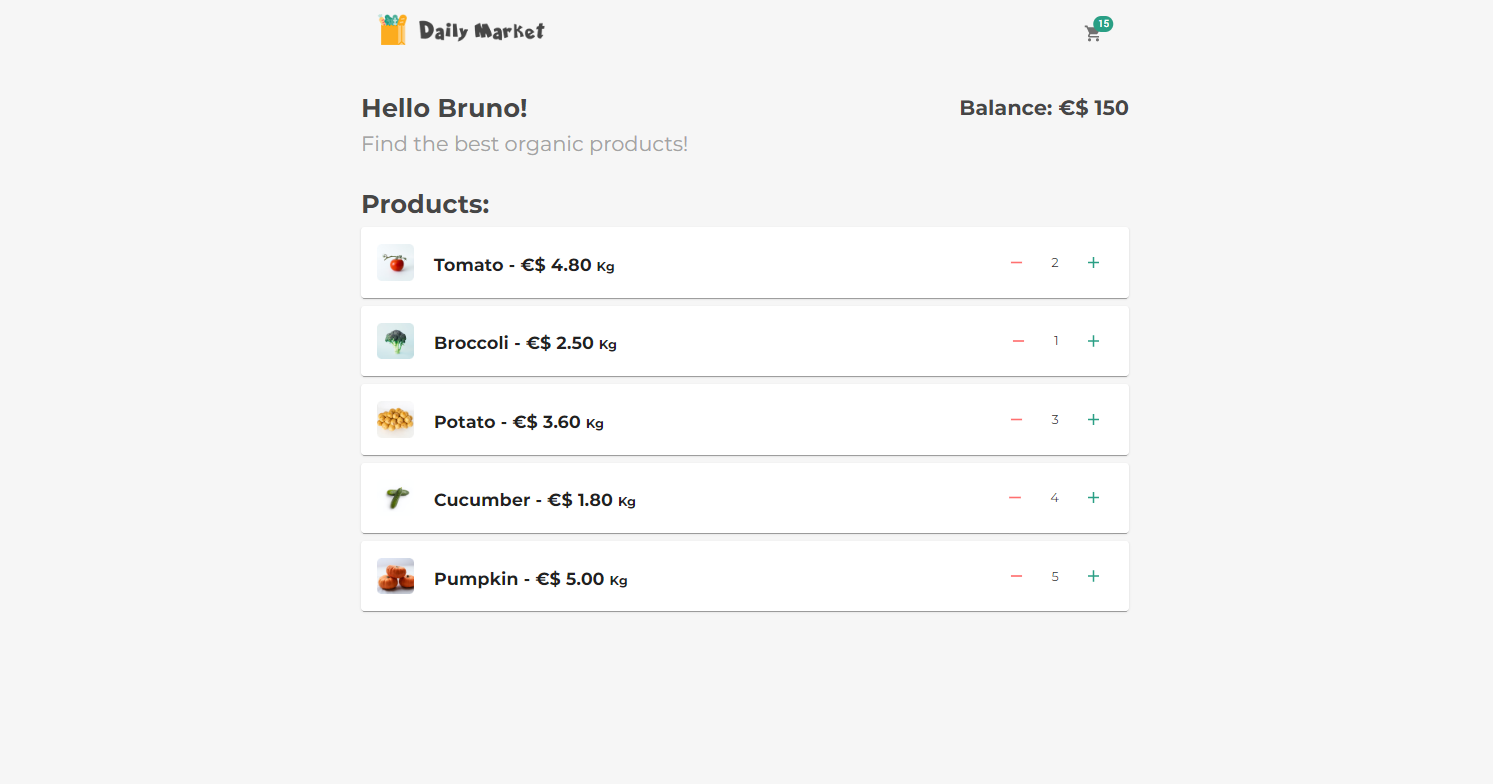 Daily Market
15
Hello Bruno!
Balance: €$ 150
Find the best organic products!
Products:
Tomato - €$ 4.80 Kg
2
Broccoli - €$ 2.50 Kg
1
Potato - €$ 3.60 Kg
3
Cucumber - €$ 1.80 Kg
4
Pumpkin - €$ 5.00 Kg
5